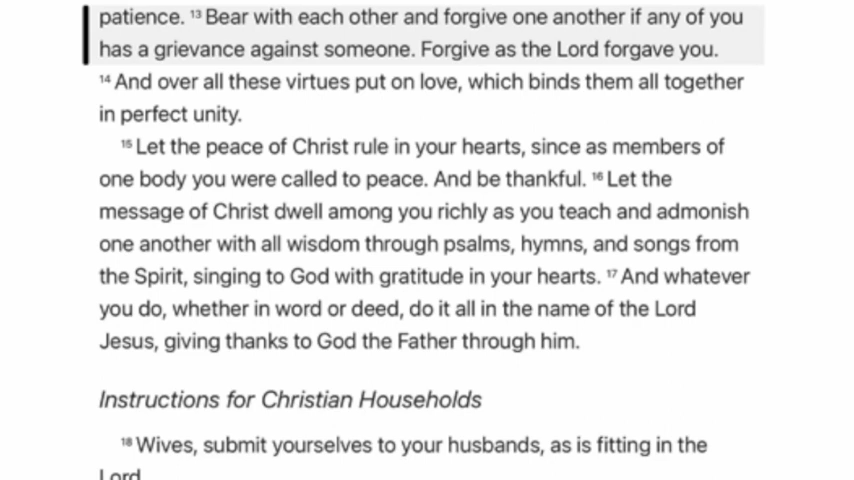 patience. 13 Bear with each other and forgive one another if any of you
has a grievance against someone. Forgive as the Lord forgave you.
14 And over all these virtues put on love, which binds them all together
in perfect unity.
15 Let the peace of Christ rule in your hearts, since as members of
one body you were called to peace. And be thankful. 16 Let the
message of Christ dwell among you richly as you teach and admonish
one another with all wisdom through psalms, hymns, and songs from
the Spirit, singing to God with gratitude in your hearts. 17 And whatever
you do, whether in word or deed, do it all in the name of the Lord
Jesus, giving thanks to God the Father through him.
Instructions for Christian Households
18 Wives, submit yourselves to your husbands, as is fitting in the
Lord